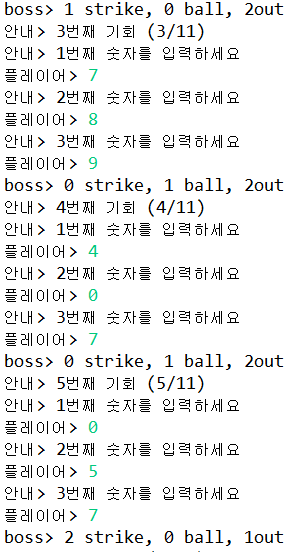 boss> 1 strike, 0 ball, 2out
안내> 3번째 기회 (3/11)
안내> 1번째 숫자를 입력하세요
플레이어> 7
안내> 2번째 숫자를 입력하세요
플레이어> 8
안내> 3번째 숫자를 입력하세요
플레이어> 9
boss> 0 strike, 1 ball, 2out
안내> 4번째 기회 (4/11)
안내> 1번째 숫자를 입력하세요
플레이어> 4
안내> 2번째 숫자를 입력하세요
플레이어> 0
안내> 3번째 숫자를 입력하세요
플레이어> 7
boss> 0 strike, 1 ball, 2out
안내> 5번째 기회 (5/11)
안내> 1번째 숫자를 입력하세요
플레이어> 0
안내> 2번째 숫자를 입력하세요
플레이어> 5
안내> 3번째 숫자를 입력하세요
플레이어> 7
boss> 2 strike, 0 ball, 1out